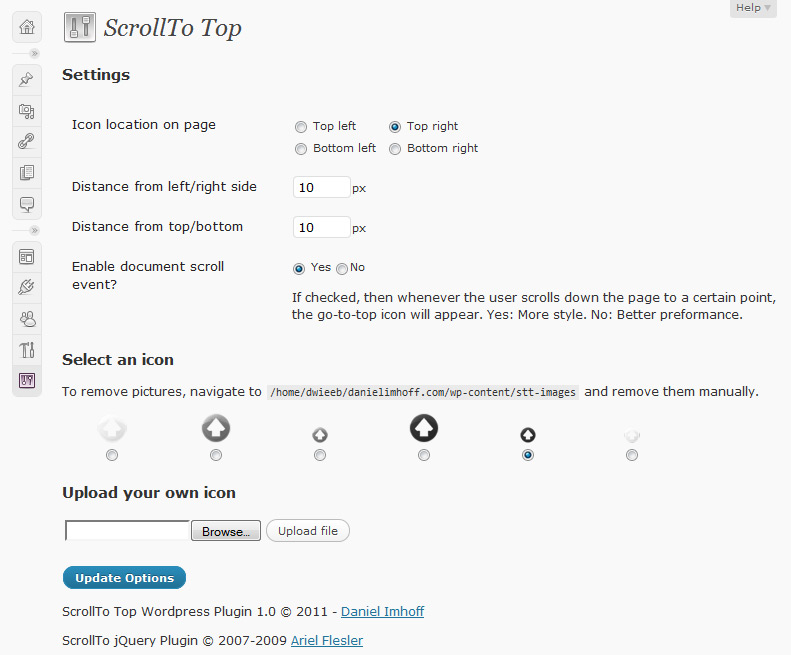 Help
ScrollTo Top
Settings
Icon location on page
Top left
Top right
Bottom left
Bottom right
Distance from left/right side
10 px
Distance from top/bottom
10 px
Enable document scroll
event?
Yes No
If checked, then whenever the user scrolls down the page to a certain point,
the go-to-top icon will appear. Yes: More style. No: Better preformance.
Select an icon
To remove pictures, navigate to /home/dwieeb/danielimhoff.com/wp-content/stt-images and remove them manually.
Upload your own icon
Browse...
Upload file
Update Options
ScrollTo Top Wordpress Plugin 1.0 © 2011 - Daniel Imhoff
ScrollTo jQuery Plugin © 2007-2009 Ariel Flesler